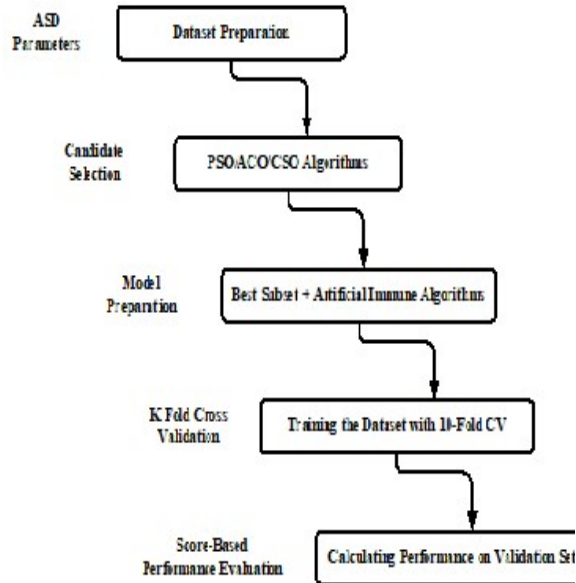 ASD
Parameters
Dataset Preparation
Candidate
Selection
PSO/ACO/CSO Algorithms
Model
Preparation
Best Subset + Artificial Immune Algorithms
K Fold Cross
Validation
Training the Dataset with 10-Fold CV
Score-Based
Performance Evaluation
Calculating Performance on Validation Set